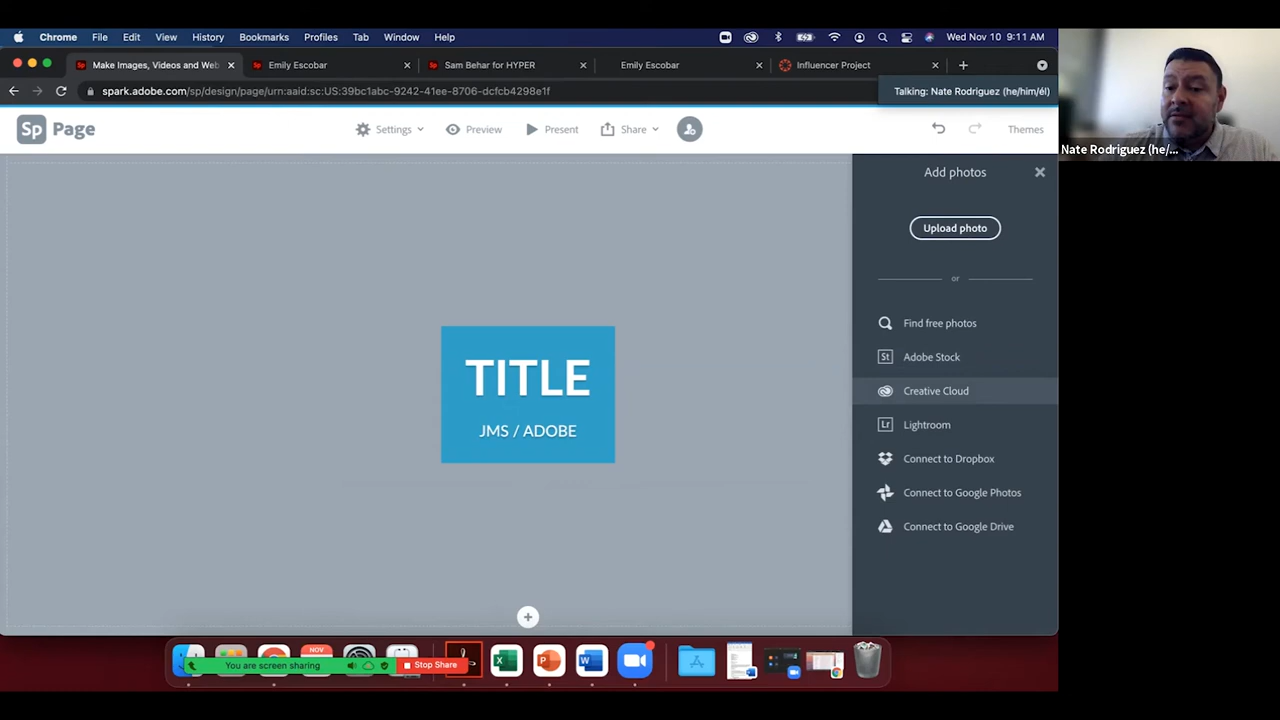 Chrome File Edit View History Bookmarks Profiles Tab Window Help Wed Nov 10 9:11 AM
Make Images, Videos and Web Emily Escobar Sam Behar for HYPER Emily Escobar Influencer Project
spark.adobe.com/sp/design/page/urn:aaid:sc:US:39bc1abc-9242-41ee-8706-dcfcb4298e1f
Talking: Nate Rodriguez (he/him/él)
Sp Page Settings Preview Present Share Themes
Nate Rodriguez (he/...
Add photos
Upload photo
or
Find free photos
St Adobe Stock
Creative Cloud
Lr Lightroom
Connect to Dropbox
Connect to Google Photos
Connect to Google Drive
TITLE
JMS / ADOBE
NOV
You are screen sharing Stop Share